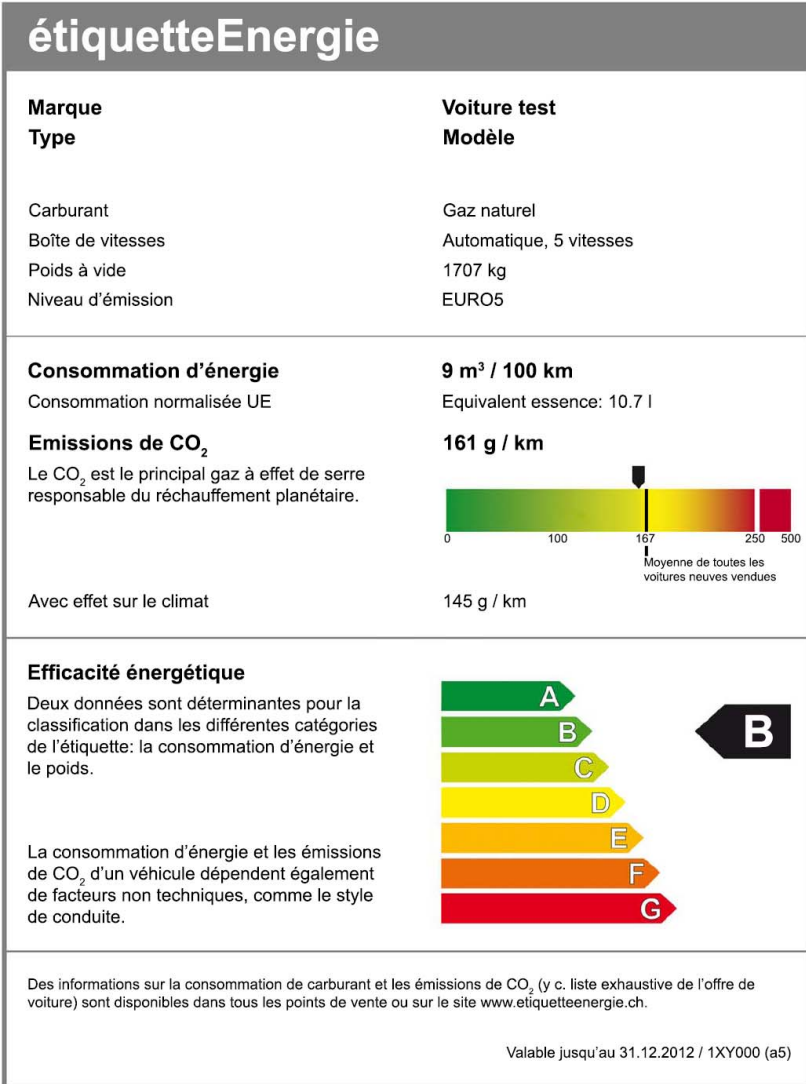 étiquetteEnergie
Marque Voiture test
Type Modèle
Carburant Gaz naturel
Boîte de vitesses Automatique, 5 vitesses
Poids à vide 1707 kg
Niveau d’émission EURO5
Consommation d’énergie 9 m³ / 100 km
Consommation normalisée UE Equivalent essence: 10.7 l
Emissions de CO₂ 161 g / km
Le CO₂ est le principal gaz à effet de serre
responsable du réchauffement planétaire.
0 100 167 250 500
Moyenne de toutes les
voitures neuves vendues
Avec effet sur le climat 145 g / km
Efficacité énergétique
Deux données sont déterminantes pour la
classification dans les différentes catégories
de l’étiquette: la consommation d’énergie et
le poids.
La consommation d’énergie et les émissions
de CO₂ d’un véhicule dépendent également
de facteurs non techniques, comme le style
de conduite.
A
B
C
D
E
F
G
B
Des informations sur la consommation de carburant et les émissions de CO₂ (y c. liste exhaustive de l’offre de
voiture) sont disponibles dans tous les points de vente ou sur le site www.etiquetteenergie.ch.
Valable jusqu’au 31.12.2012 / 1XY000 (a5)